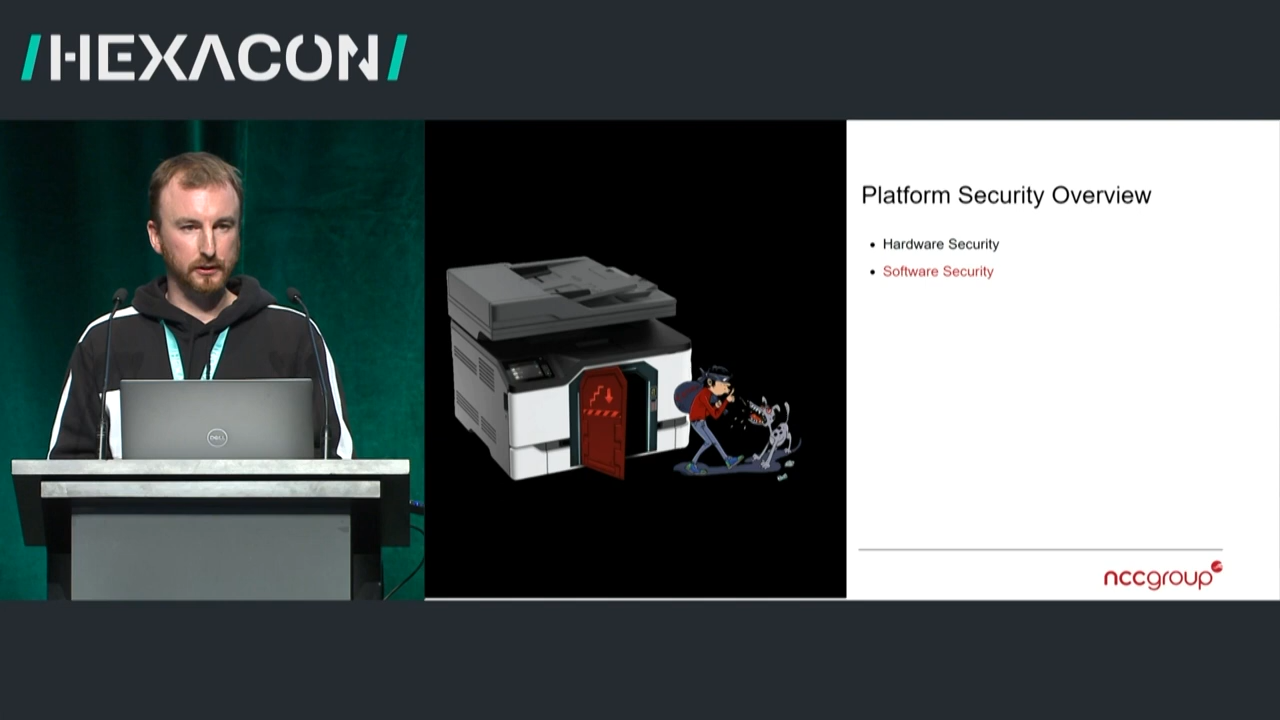 /HEXACON/
Platform Security Overview
• Hardware Security
• Software Security
DELL
nccgroup